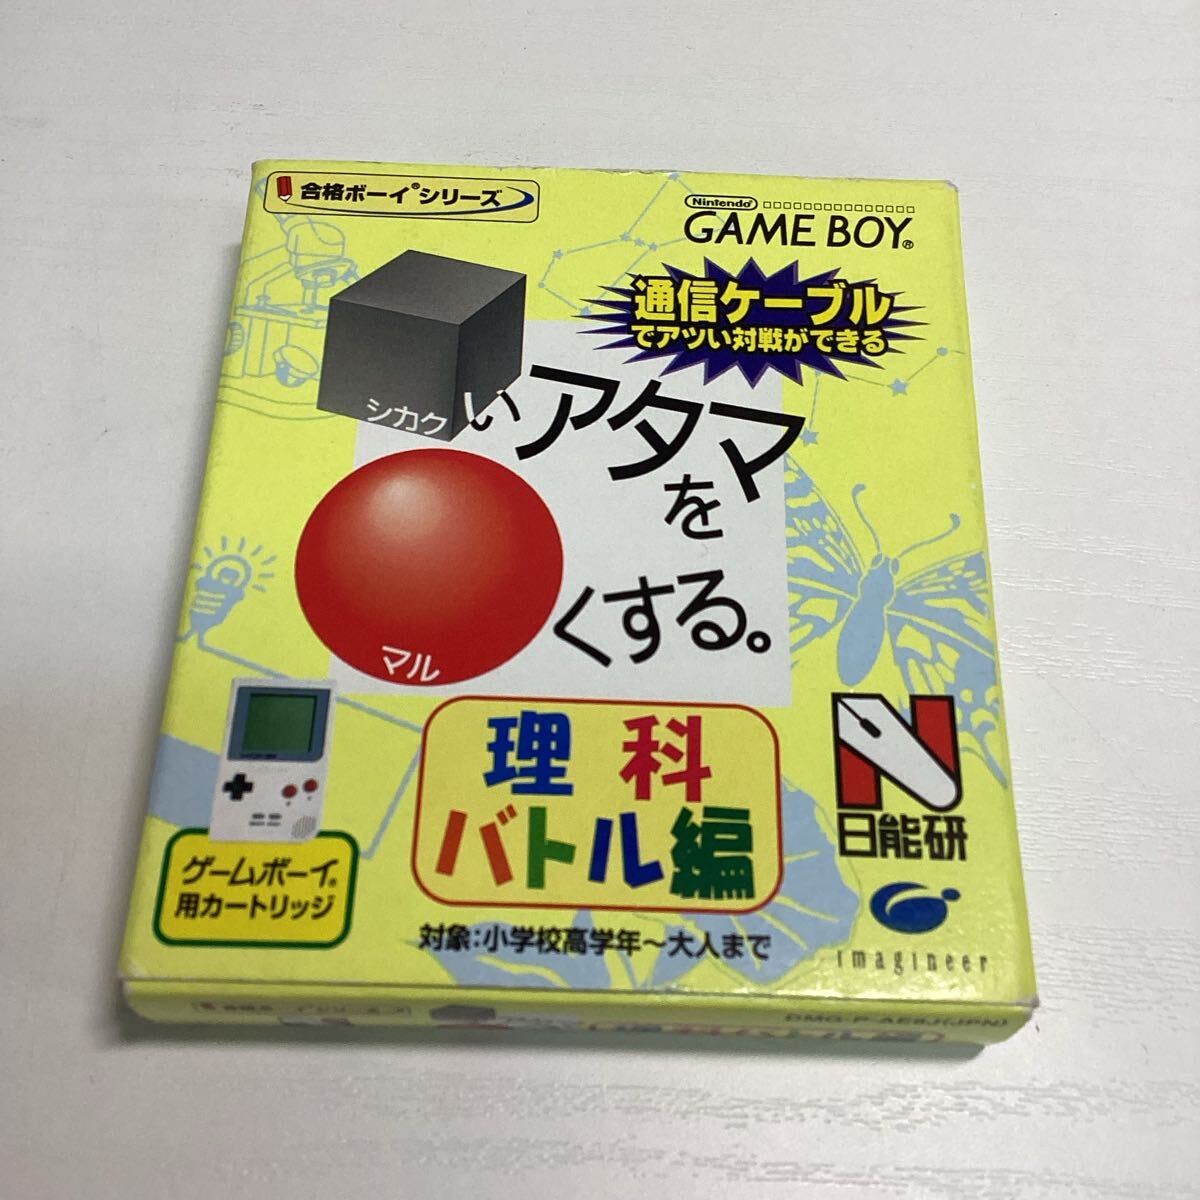 合格ボーイ®シリーズ
Nintendo
GAME BOY®
通信ケーブル
でアツい対戦ができる
シカクいアタマ
を
マルくする。
理科
バトル編
N
日能研
ゲームボーイ®
用カートリッジ
対象:小学校高学年～大人まで
imagineer